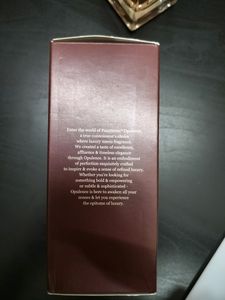 Enter the world of Passiform™ Opulence,
a true connoisseur's choice
where luxury meets fragrance.
We created a taste of excellence,
affluence & timeless elegance
through Opulence. It is an embodiment
of perfection exquisitely crafted
to inspire & evoke a sense of refined luxury.
Whether you're looking for
something bold & empowering
or subtle & sophisticated -
Opulence is here to awaken all your
senses & let you experience
the epitome of luxury.